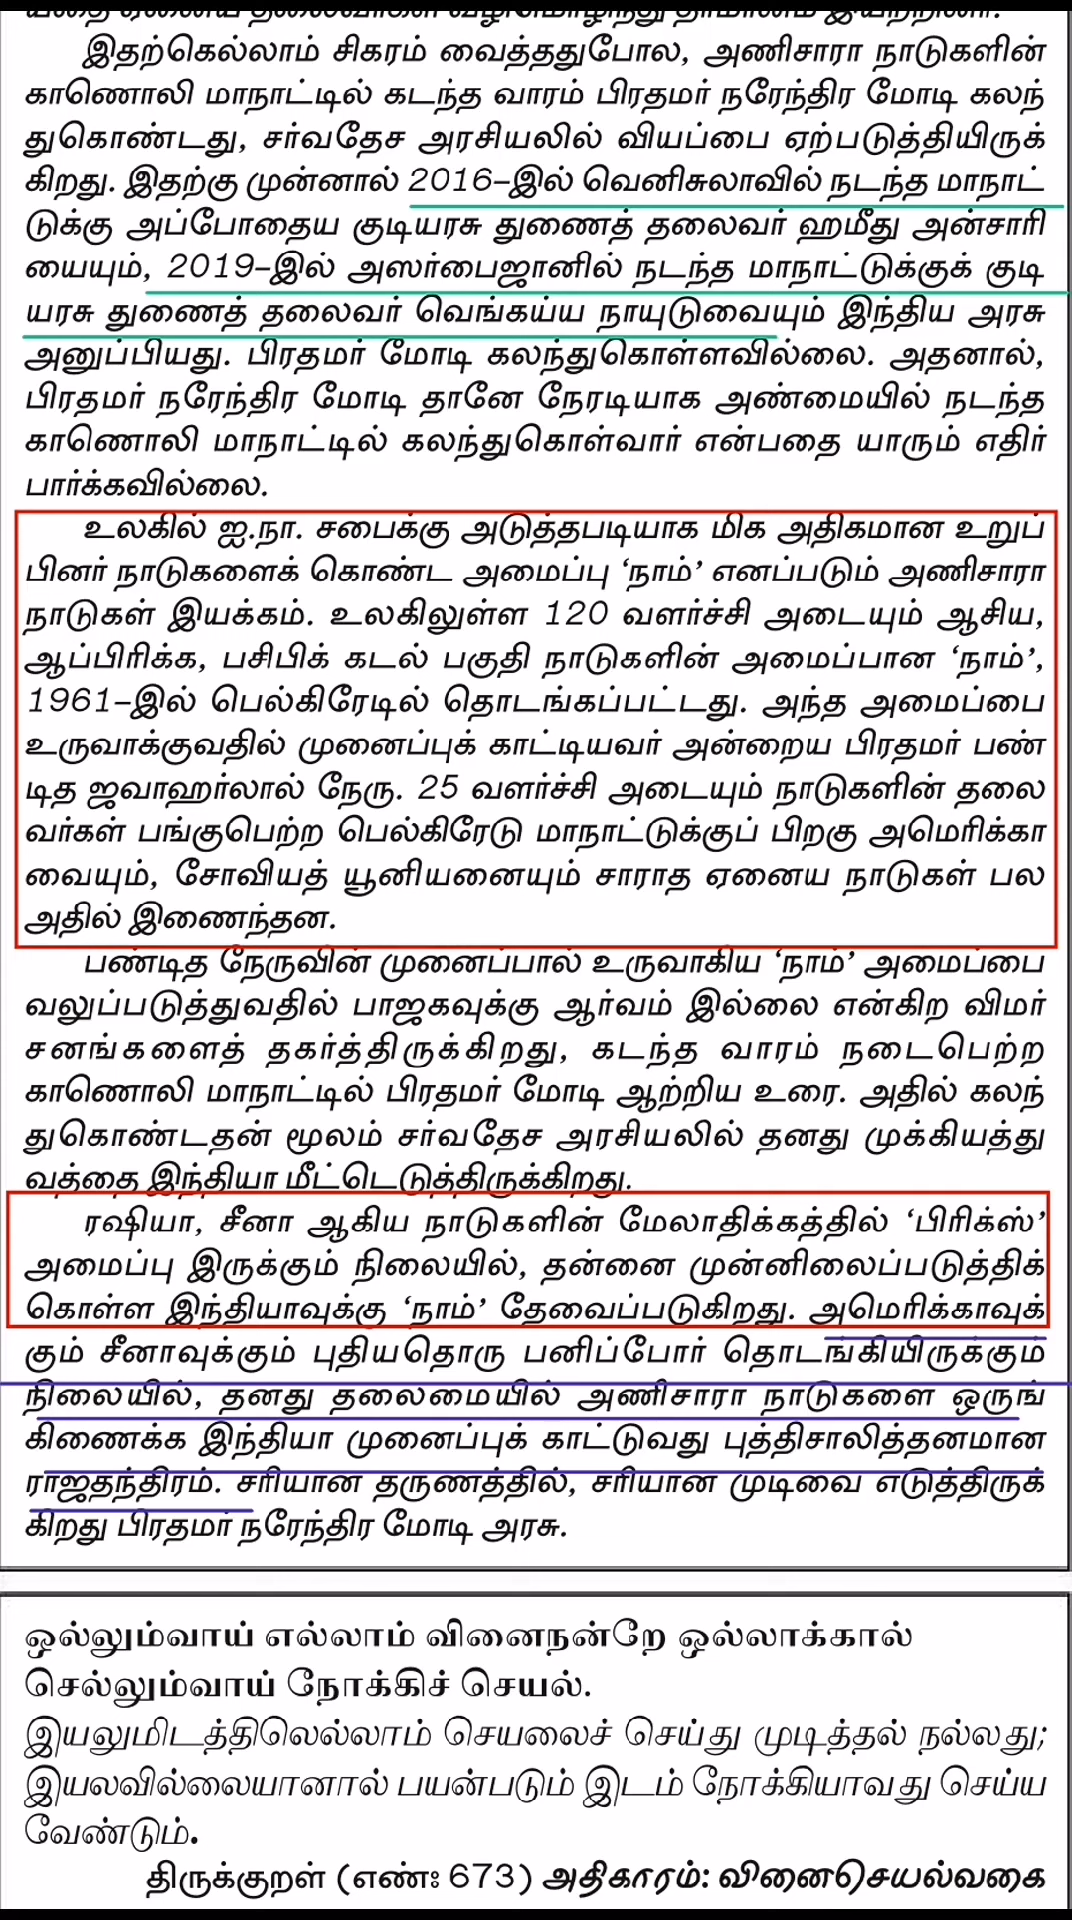 இதற்கெல்லாம் சிகரம் வைத்ததுபோல, அணிசாரா நாடுகளின்
காணொலி மாநாட்டில் கடந்த வாரம் பிரதமர் நரேந்திர மோடி கலந்
துகொண்டது, சர்வதேச அரசியலில் வியப்பை ஏற்படுத்தியிருக்
கிறது. இதற்கு முன்னால் 2016-இல் வெனிசுலாவில் நடந்த மாநாட்
டுக்கு அப்போதைய குடியரசு துணைத் தலைவர் ஹமீது அன்சாரி
யையும், 2019-இல் அஸர்பைஜானில் நடந்த மாநாட்டுக்குக் குடி
யரசு துணைத் தலைவர் வெங்கய்ய நாயுடுவையும் இந்திய அரசு
அனுப்பியது. பிரதமர் மோடி கலந்துகொள்ளவில்லை. அதனால்,
பிரதமர் நரேந்திர மோடி தானே நேரடியாக அண்மையில் நடந்த
காணொலி மாநாட்டில் கலந்துகொள்வார் என்பதை யாரும் எதிர்
பார்க்கவில்லை.
உலகில் ஐ.நா. சபைக்கு அடுத்தபடியாக மிக அதிகமான உறுப்
பினர் நாடுகளைக் கொண்ட அமைப்பு ‘நாம்’ எனப்படும் அணிசாரா
நாடுகள் இயக்கம். உலகிலுள்ள 120 வளர்ச்சி அடையும் ஆசிய,
ஆப்பிரிக்க, பசிபிக் கடல் பகுதி நாடுகளின் அமைப்பான ‘நாம்’,
1961-இல் பெல்கிரேடில் தொடங்கப்பட்டது. அந்த அமைப்பை
உருவாக்குவதில் முனைப்புக் காட்டியவர் அன்றைய பிரதமர் பண்
டித ஜவாஹர்லால் நேரு. 25 வளர்ச்சி அடையும் நாடுகளின் தலை
வர்கள் பங்குபெற்ற பெல்கிரேடு மாநாட்டுக்குப் பிறகு அமெரிக்கா
வையும், சோவியத் யூனியனையும் சாராத ஏனைய நாடுகள் பல
அதில் இணைந்தன.
பண்டித நேருவின் முனைப்பால் உருவாகிய ‘நாம்’ அமைப்பை
வலுப்படுத்துவதில் பாஜகவுக்கு ஆர்வம் இல்லை என்கிற விமர்
சனங்களைத் தகர்த்திருக்கிறது, கடந்த வாரம் நடைபெற்ற
காணொலி மாநாட்டில் பிரதமர் மோடி ஆற்றிய உரை. அதில் கலந்
துகொண்டதன் மூலம் சர்வதேச அரசியலில் தனது முக்கியத்து
வத்தை இந்தியா மீட்டெடுத்திருக்கிறது.
ரஷியா, சீனா ஆகிய நாடுகளின் மேலாதிக்கத்தில் ‘பிரிக்ஸ்’
அமைப்பு இருக்கும் நிலையில், தன்னை முன்னிலைப்படுத்திக்
கொள்ள இந்தியாவுக்கு ‘நாம்’ தேவைப்படுகிறது. அமெரிக்காவுக்
கும் சீனாவுக்கும் புதியதொரு பனிப்போர் தொடங்கியிருக்கும்
நிலையில், தனது தலைமையில் அணிசாரா நாடுகளை ஒருங்
கிணைக்க இந்தியா முனைப்புக் காட்டுவது புத்திசாலித்தனமான
ராஜதந்திரம். சரியான தருணத்தில், சரியான முடிவை எடுத்திருக்
கிறது பிரதமர் நரேந்திர மோடி அரசு.
ஒல்லும்வாய் எல்லாம் வினைநன்றே ஒல்லாக்கால்
செல்லும்வாய் நோக்கிச் செயல்.
இயலுமிடத்திலெல்லாம் செயலைச் செய்து முடித்தல் நல்லது;
இயலவில்லையானால் பயன்படும் இடம் நோக்கியாவது செய்ய
வேண்டும்.
திருக்குறள் (எண்: 673) அதிகாரம்: வினைசெயல்வகை